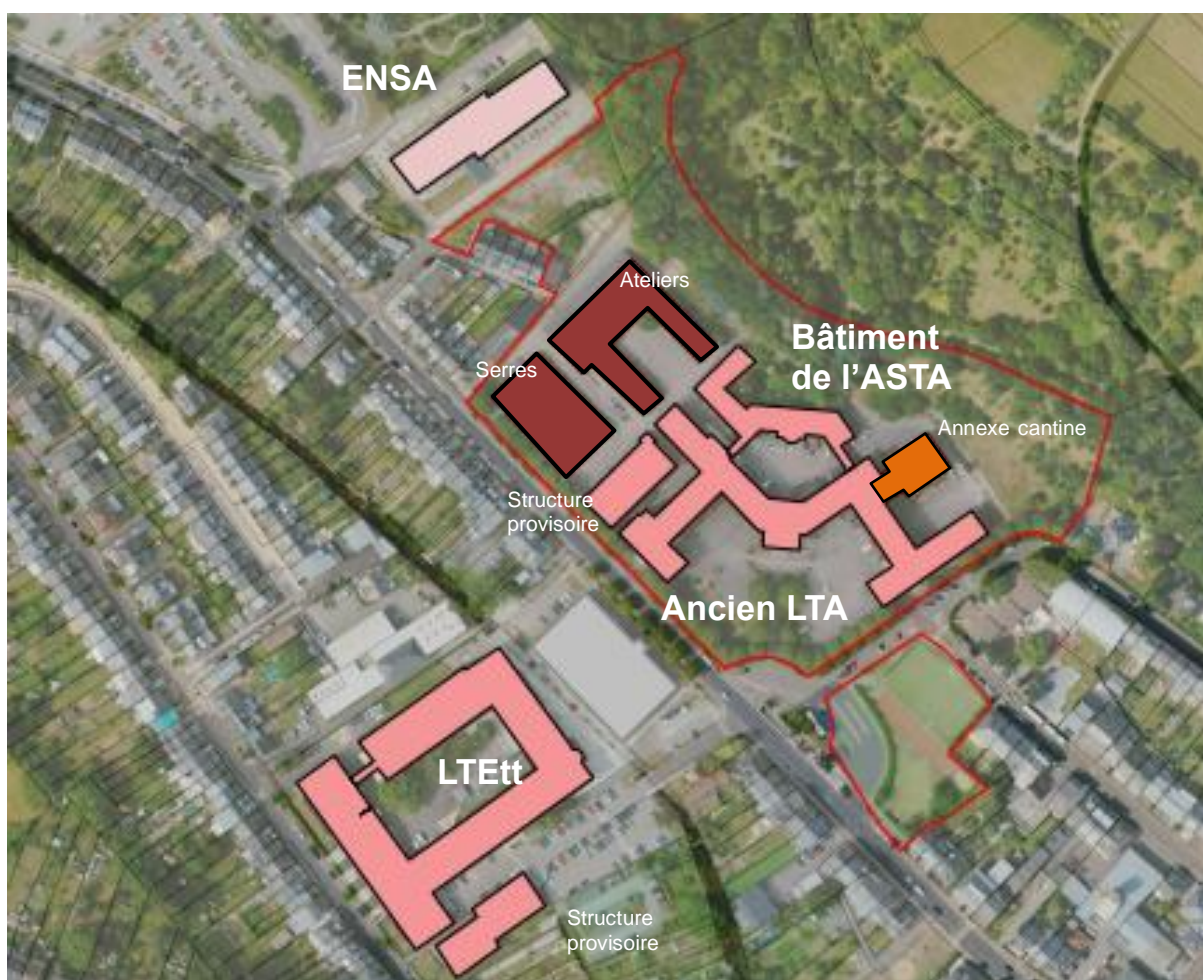 ENSA
Ateliers
Bâtiment
de l'ASTA
Serres
Annexe cantine
Structure
provisoire
Ancien LTA
LTEtt
Structure
provisoire